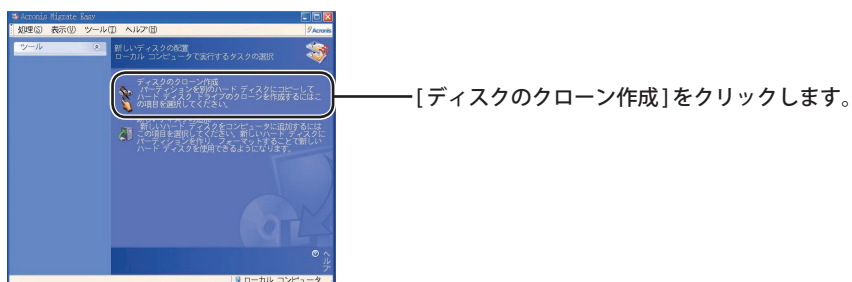 Acronis Migrate Easy
処理(S) 表示(V) ツール(T) ヘルプ(H)
Acronis
ツール
新しいディスクの配置
ローカル コンピュータで実行するタスクの選択
ディスクのクローン作成
パーティションを別のハード ディスクにコピーして
ハード ディスク ドライブのクローンを作成するにはこ
の項目を選択してください。
[ディスクのクローン作成]をクリックします。
新しいハード ディスクをコンピュータに追加するには
この項目を選択してください。新しいハード ディスクに
パーティションを作り、フォーマットすることで新しい
ハード ディスクを使用できるようになります。
ヘルプ
ローカル コンピュータ